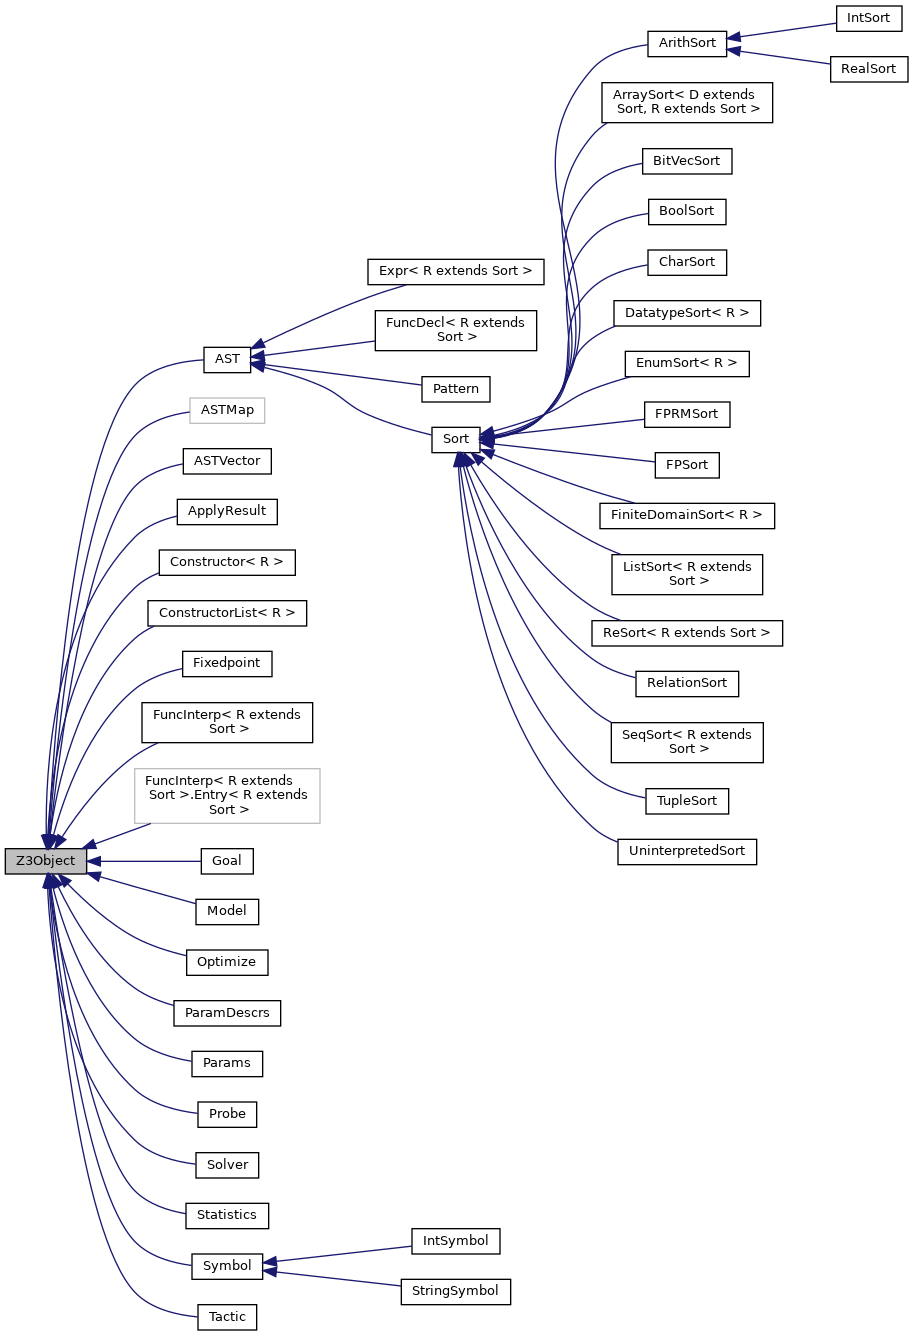 IntSort
ArithSort
RealSort
ArraySort< D extends
Sort, R extends Sort >
BitVecSort
BoolSort
CharSort
Expr< R extends Sort >
DatatypeSort< R >
FuncDecl< R extends
Sort >
AST
EnumSort< R >
Pattern
ASTMap
FPRMSort
Sort
ASTVector
FPSort
ApplyResult
FiniteDomainSort< R >
Constructor< R >
ListSort< R extends
Sort >
ConstructorList< R >
ReSort< R extends Sort >
Fixedpoint
RelationSort
FuncInterp< R extends
Sort >
SeqSort< R extends
Sort >
FuncInterp< R extends
Sort >.Entry< R extends
Sort >
TupleSort
UninterpretedSort
Z3Object
Goal
Model
Optimize
ParamDescrs
Params
Probe
Solver
Statistics
IntSymbol
Symbol
StringSymbol
Tactic